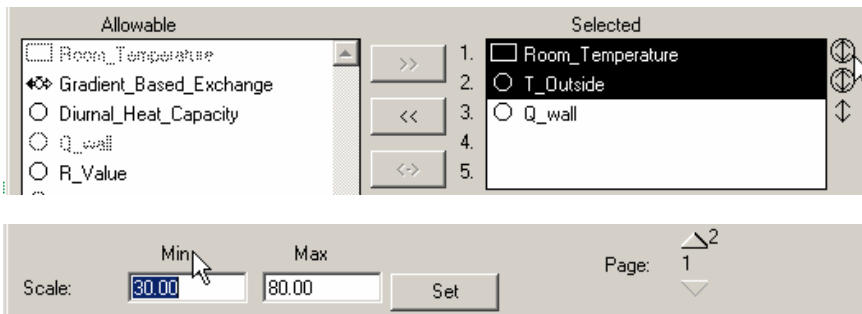 Allowable Selected
Room_Temperature >> 1. Room_Temperature
Gradient_Based_Exchange 2. T_Outside
Diurnal_Heat_Capacity << 3. Q_wall
Q_wall 4.
R_Value <-> 5.
Min Max 2
Scale: 30.00 80.00 Set Page: 1